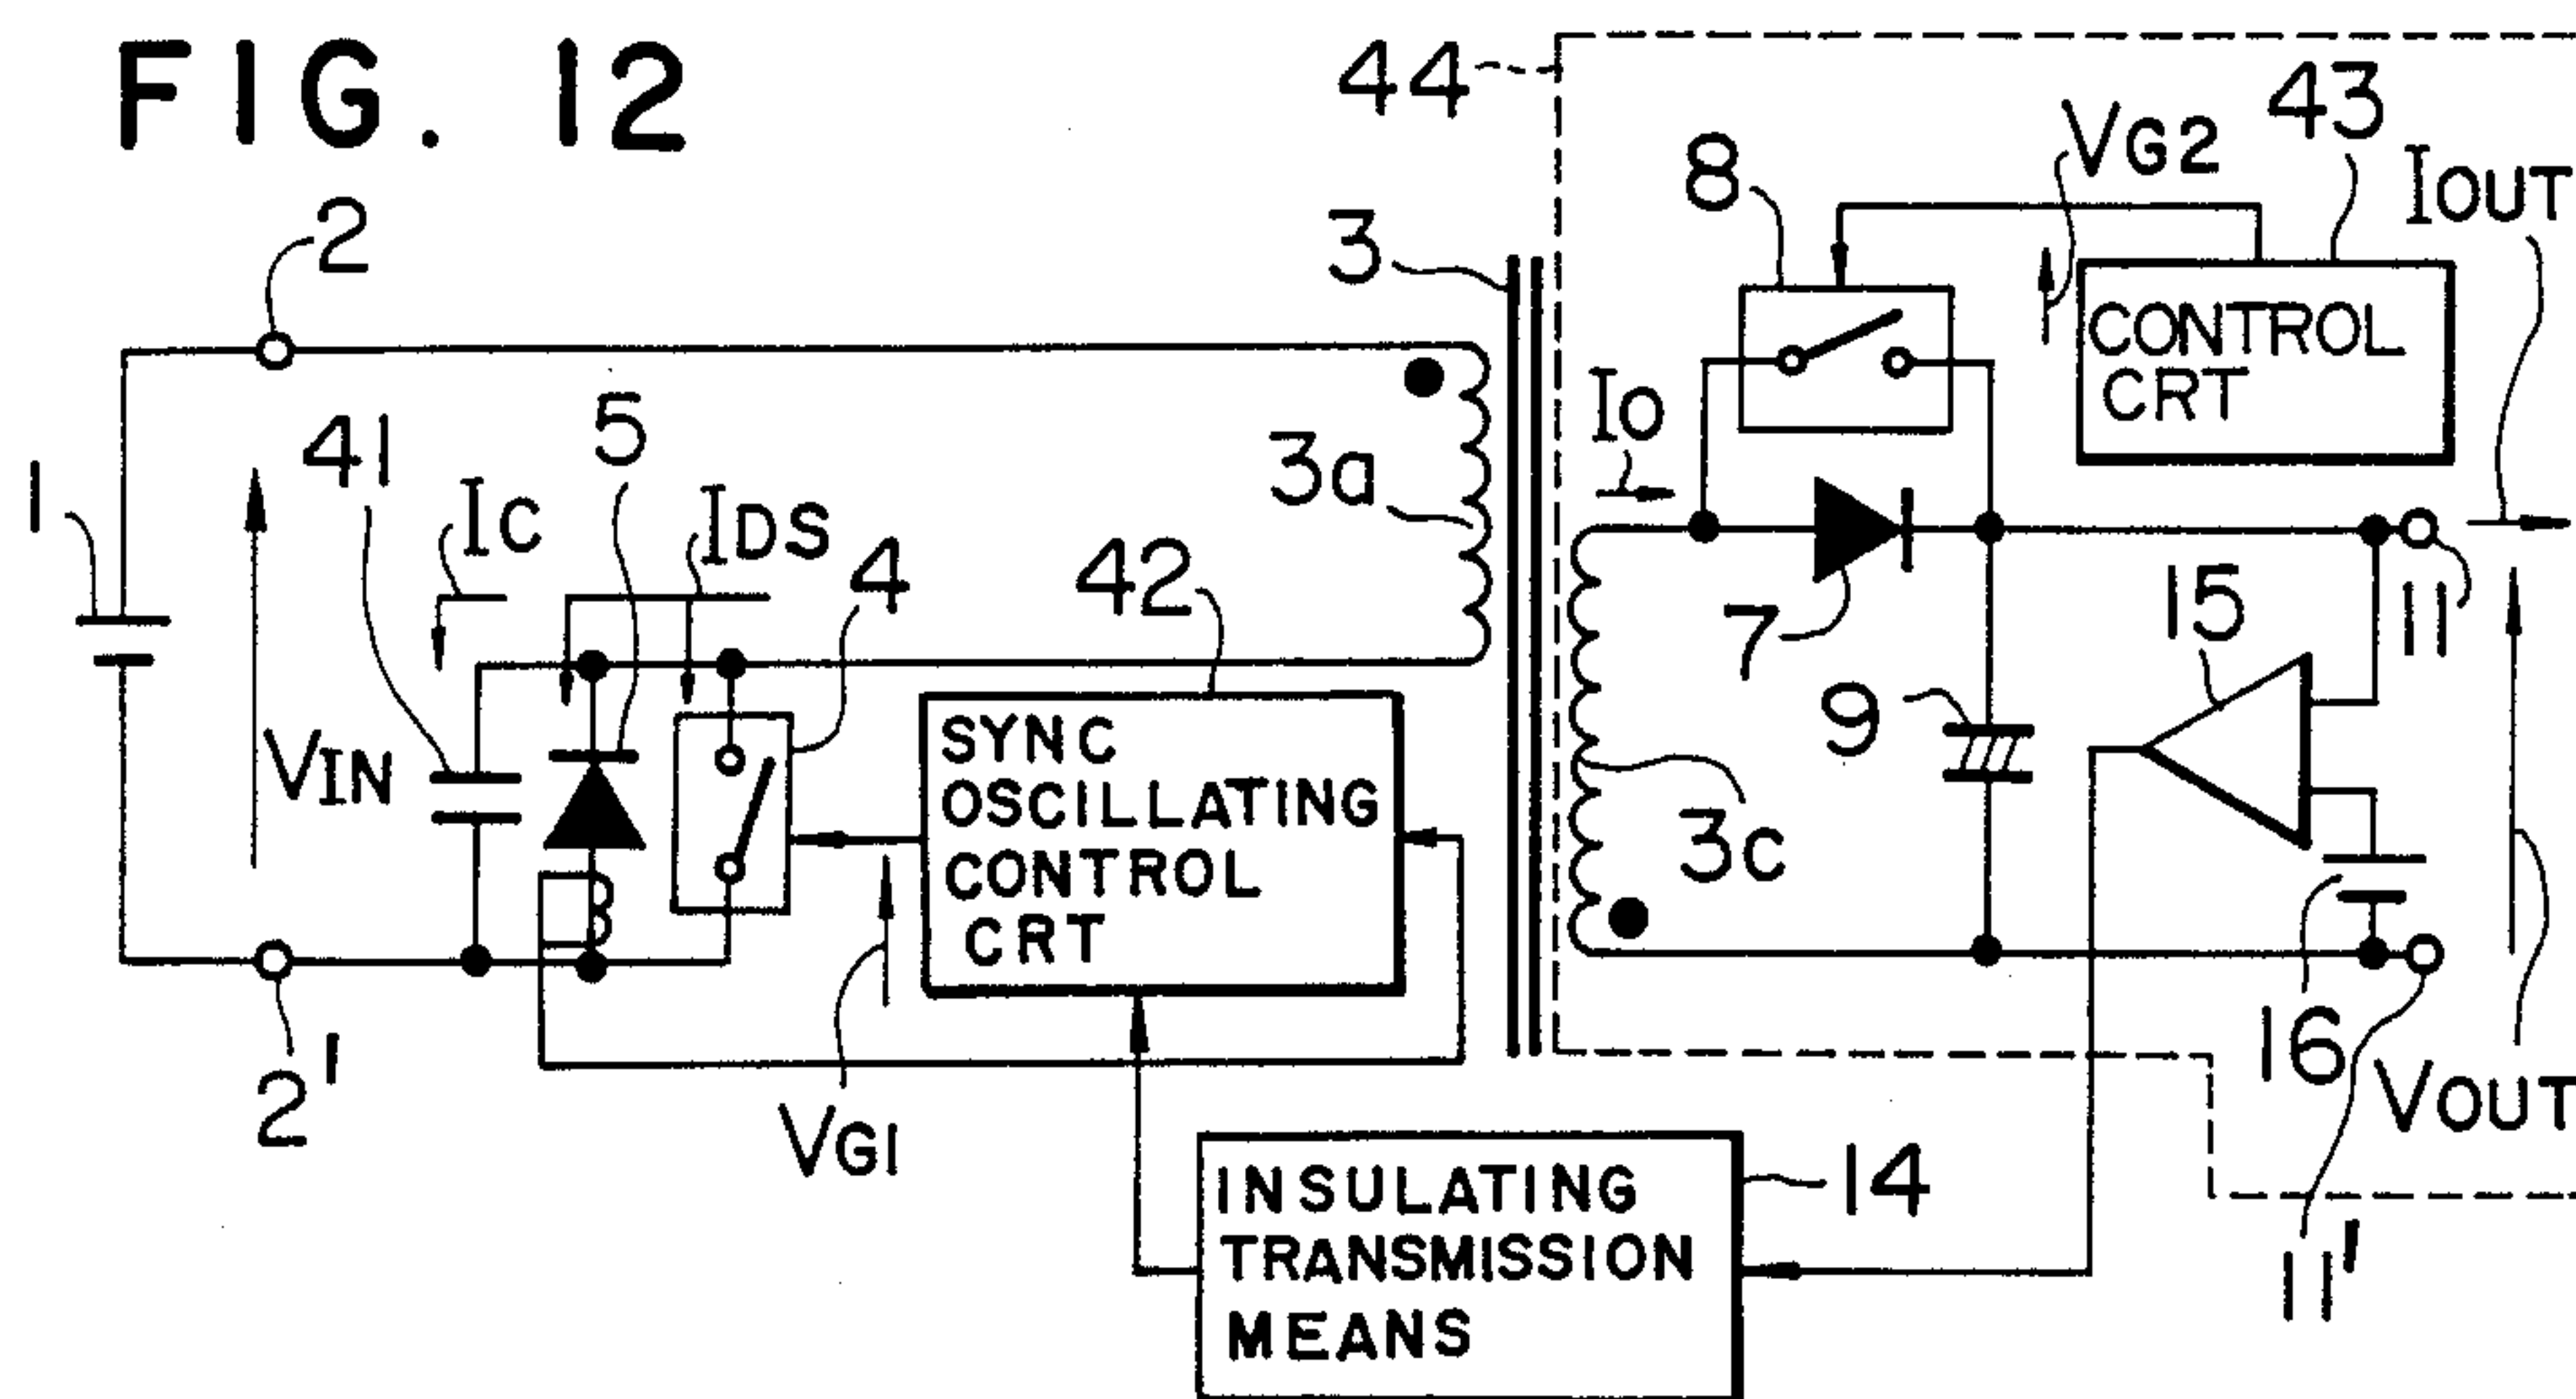 FIG. 12
44
43
VG2
8
IOUT
2
3
CONTROL
CRT
IO
41
5
3a
1
IC
IDS
4
42
7
15
11
9
VIN
SYNC
OSCILLATING
CONTROL
CRT
3c
16
VOUT
2'
VG1
INSULATING
TRANSMISSION
MEANS
14
11'